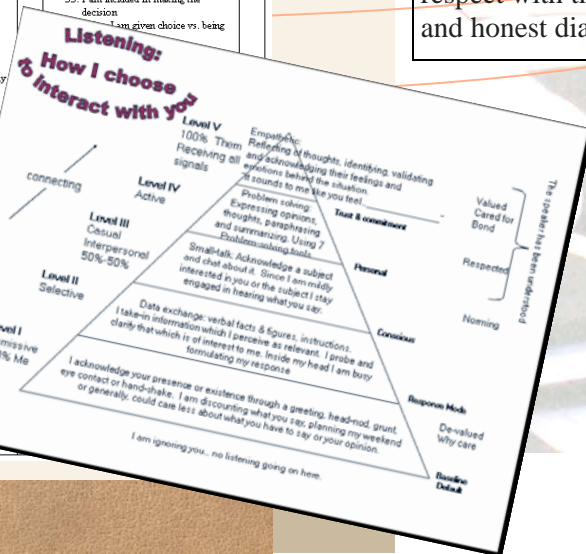 decision
I am given choice vs. being
respect with
and honest dia
Listening:
How I choose
to interact with you
Level V
100% Them
Receiving all
signals
connecting
Level IV
Active
Level III
Casual
Interpersonal
50%-50%
Level II
Selective
% Me
Empathetic:
Reflecting of thoughts, identifying, validating
and acknowledging their feelings and
emotions behind the situation.
It sounds to me like you feel
Problem solving:
Expressing opinions,
thoughts, paraphrasing
and summarizing. Using 7
Problem-solving tools
Small-talk: Acknowledge a subject
and chat about it. Since I am mildly
interested in you or the subject I stay
engaged in hearing what you say.
Data exchange: verbal facts & figures, instructions.
I take-in information which I perceive as relevant. I probe and
clarify that which is of interest to me. Inside my head I am busy
formulating my response
I acknowledge your presence or existence through a greeting, head-nod, grunt,
eye contact or hand-shake. I am discounting what you say, planning my weekend
or generally, could care less about what you have to say or your opinion.
I am ignoring you.. no listening going on here.
Trust & commitment
Personal
Conscious
Response Mode
Baseline
Default
Valued
Cared for
Bond
Respected
Noming
De-valued
Why care
The speaker has been understood